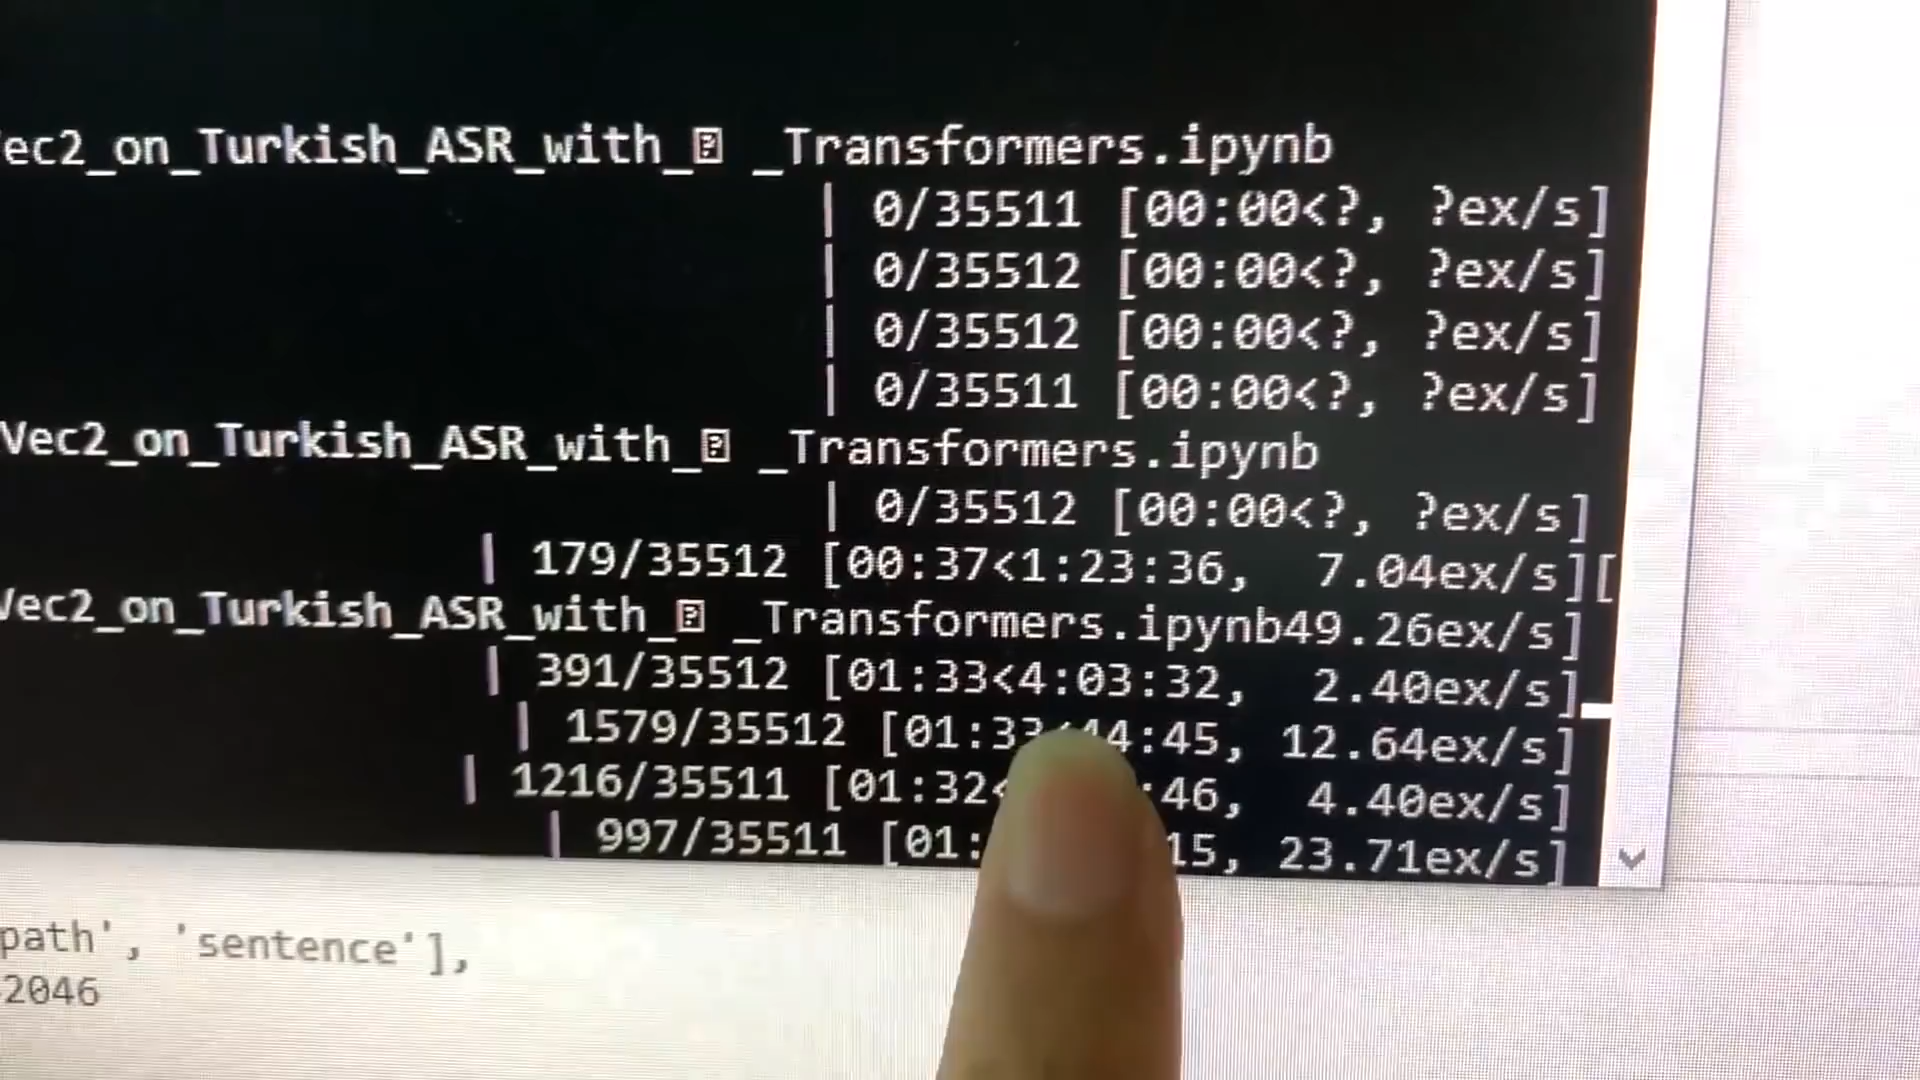 ec2_on_Turkish_ASR_with_ _Transformers.ipynb
| 0/35511 [00:00<?, ?ex/s]
| 0/35512 [00:00<?, ?ex/s]
| 0/35512 [00:00<?, ?ex/s]
| 0/35511 [00:00<?, ?ex/s]
Vec2_on_Turkish_ASR_with_ _Transformers.ipynb
| 0/35512 [00:00<?, ?ex/s]
| 179/35512 [00:37<1:23:36, 7.04ex/s][
Vec2_on_Turkish_ASR_with_ _Transformers.ipynb49.26ex/s]
| 391/35512 [01:33<4:03:32, 2.40ex/s]
| 1579/35512 [01:33<44:45, 12.64ex/s]
| 1216/35511 [01:32< :46, 4.40ex/s]
| 997/35511 [01: 15, 23.71ex/s]
path', 'sentence'],
2046